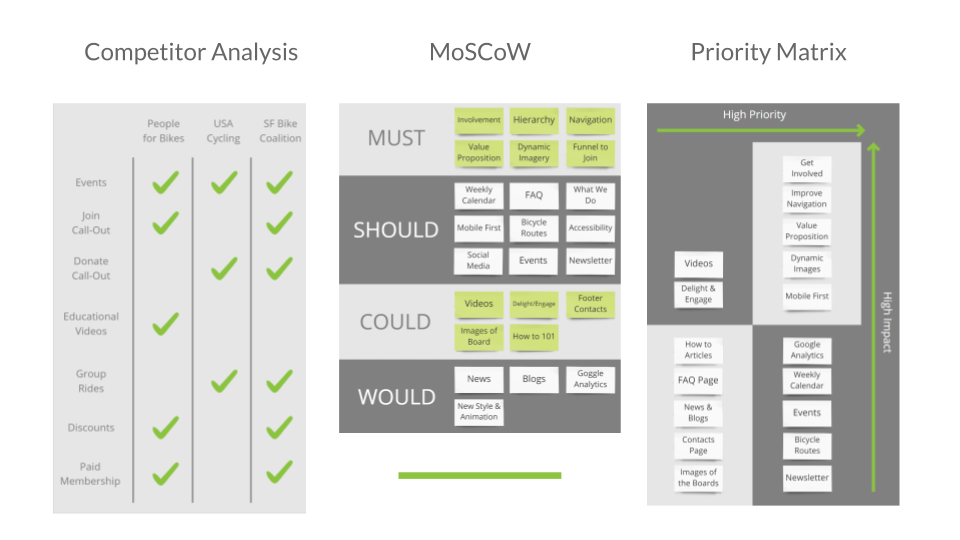 Competitor Analysis
MoSCoW
Priority Matrix
People
for Bikes
USA
Cycling
SF Bike
Coalition
Events
Join
Call-Out
Donate
Call-Out
Educational
Videos
Group
Rides
Discounts
Paid
Membership
MUST
Involvement
Hierarchy
Navigation
Value
Proposition
Dynamic
Imagery
Funnel to
Join
SHOULD
Weekly
Calendar
FAQ
What We
Do
Mobile First
Bicycle
Routes
Accessibility
Social
Media
Events
Newsletter
COULD
Videos
Delight/Engage
Footer
Contacts
Images of
Board
How to 101
WOULD
News
Blogs
Goggle
Analytics
New Style &
Animation
High Priority
High Impact
Get
Involved
Improve
Navigation
Value
Proposition
Dynamic
Images
Mobile First
Videos
Delight &
Engage
How to
Articles
FAQ Page
News &
Blogs
Contacts
Page
Images of
the Boards
Google
Analytics
Weekly
Calendar
Events
Bicycle
Routes
Newsletter